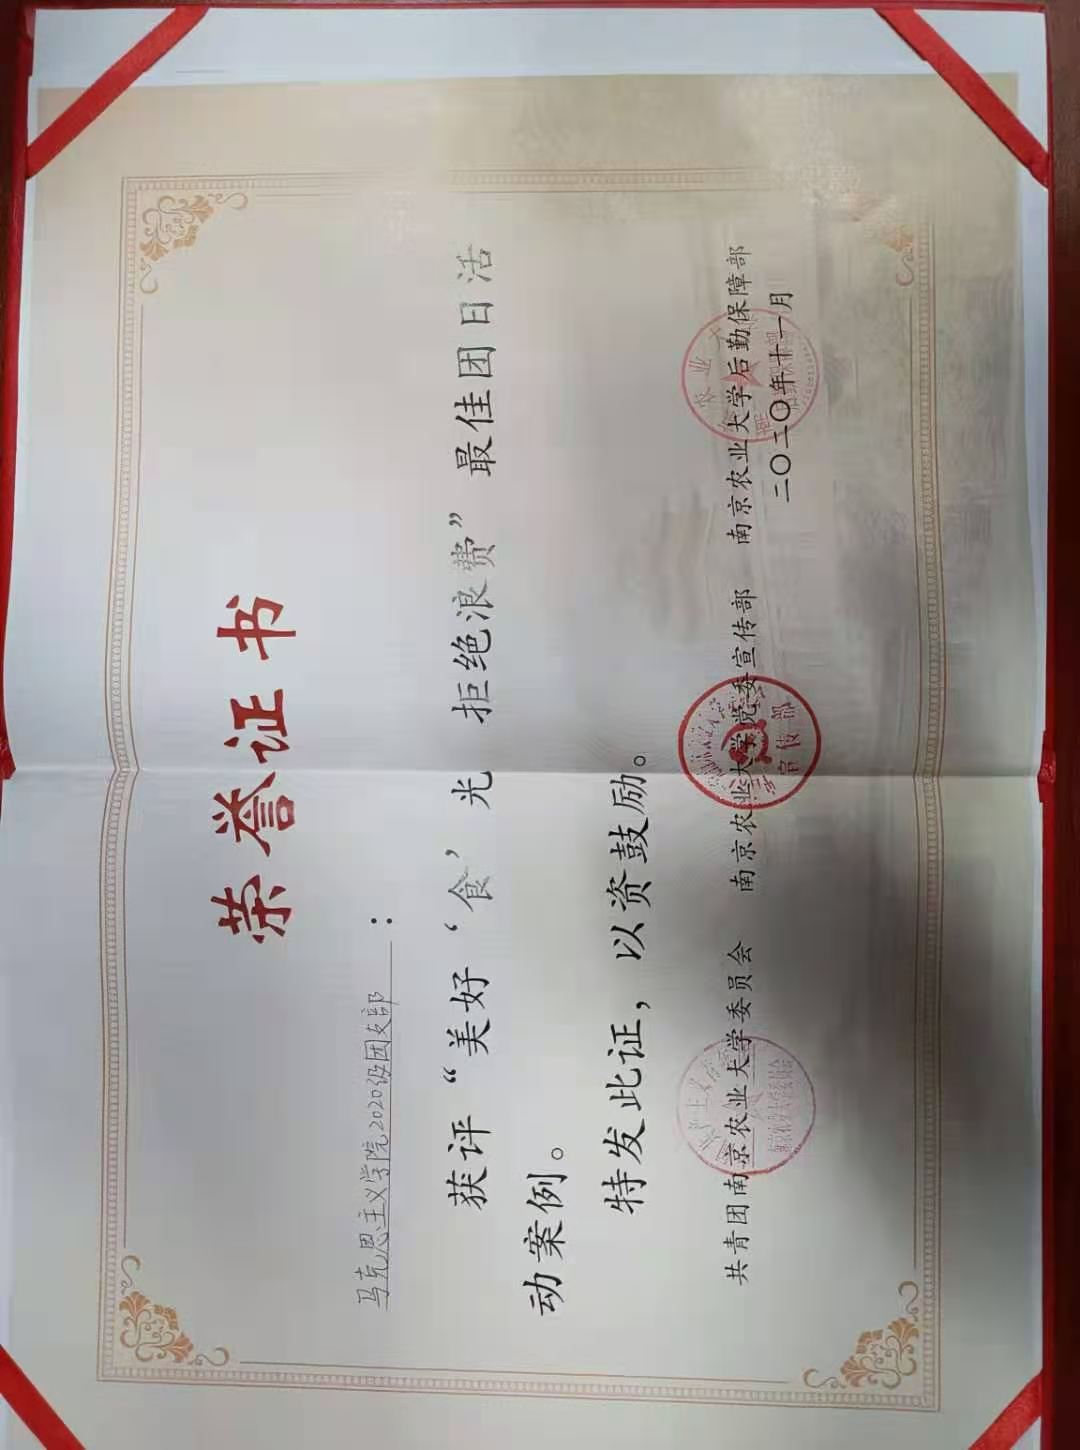 荣誉证书
马克思主义学院2020级团支部：
获评“美好‘食’光 拒绝浪费”最佳团日活
动案例。
特发此证，以资鼓励。
共青团南京农业大学委员会 南京农业大学党委宣传部 南京农业大学后勤保障部
二〇二〇年十一月
宣传部